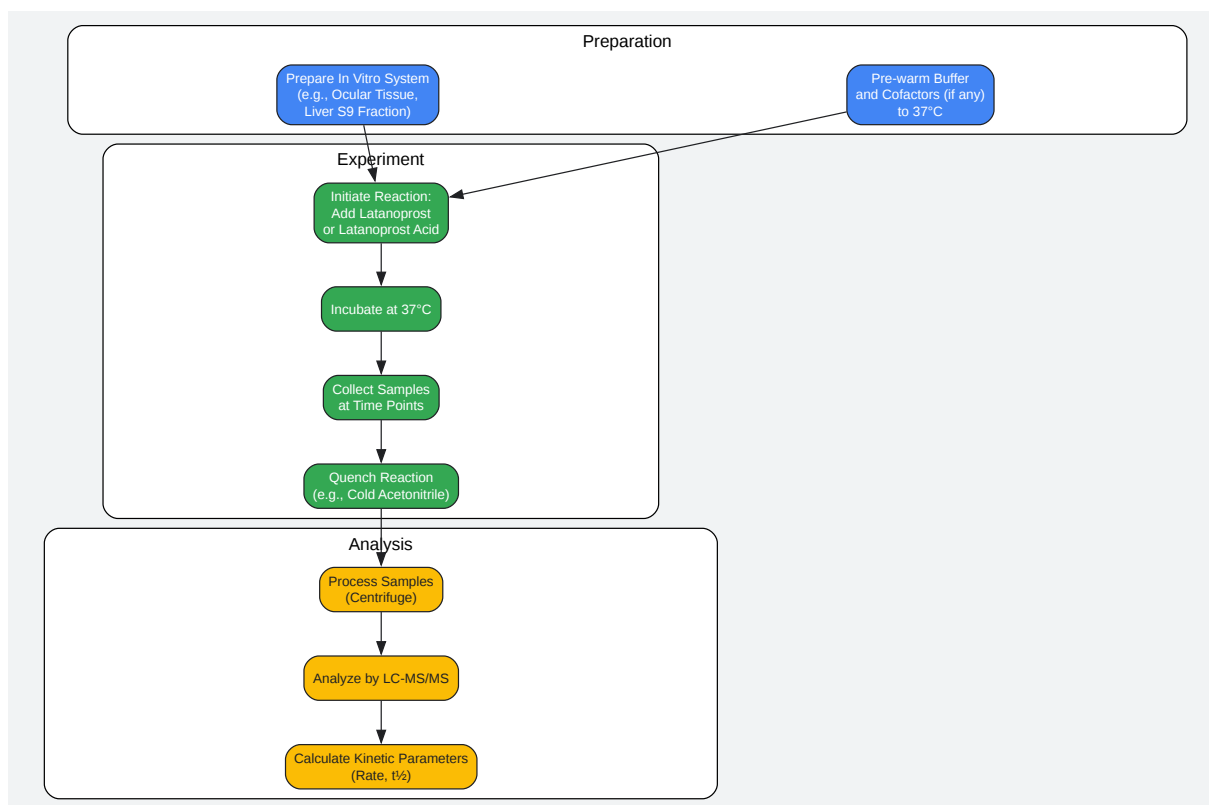 Preparation
Prepare In Vitro System
(e.g., Ocular Tissue,
Liver S9 Fraction)
Pre-warm Buffer
and Cofactors (if any)
to 37°C
Experiment
Initiate Reaction:
Add Latanoprost
or Latanoprost Acid
Incubate at 37°C
Collect Samples
at Time Points
Quench Reaction
(e.g., Cold Acetonitrile)
Analysis
Process Samples
(Centrifuge)
Analyze by LC-MS/MS
Calculate Kinetic Parameters
(Rate, t½)